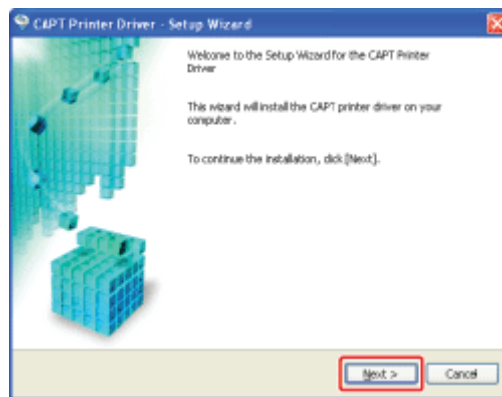 CAPT Printer Driver - Setup Wizard
Welcome to the Setup Wizard for the CAPT Printer
Driver
This wizard will install the CAPT printer driver on your
computer.
To continue the installation, click [Next].
Next >
Cancel